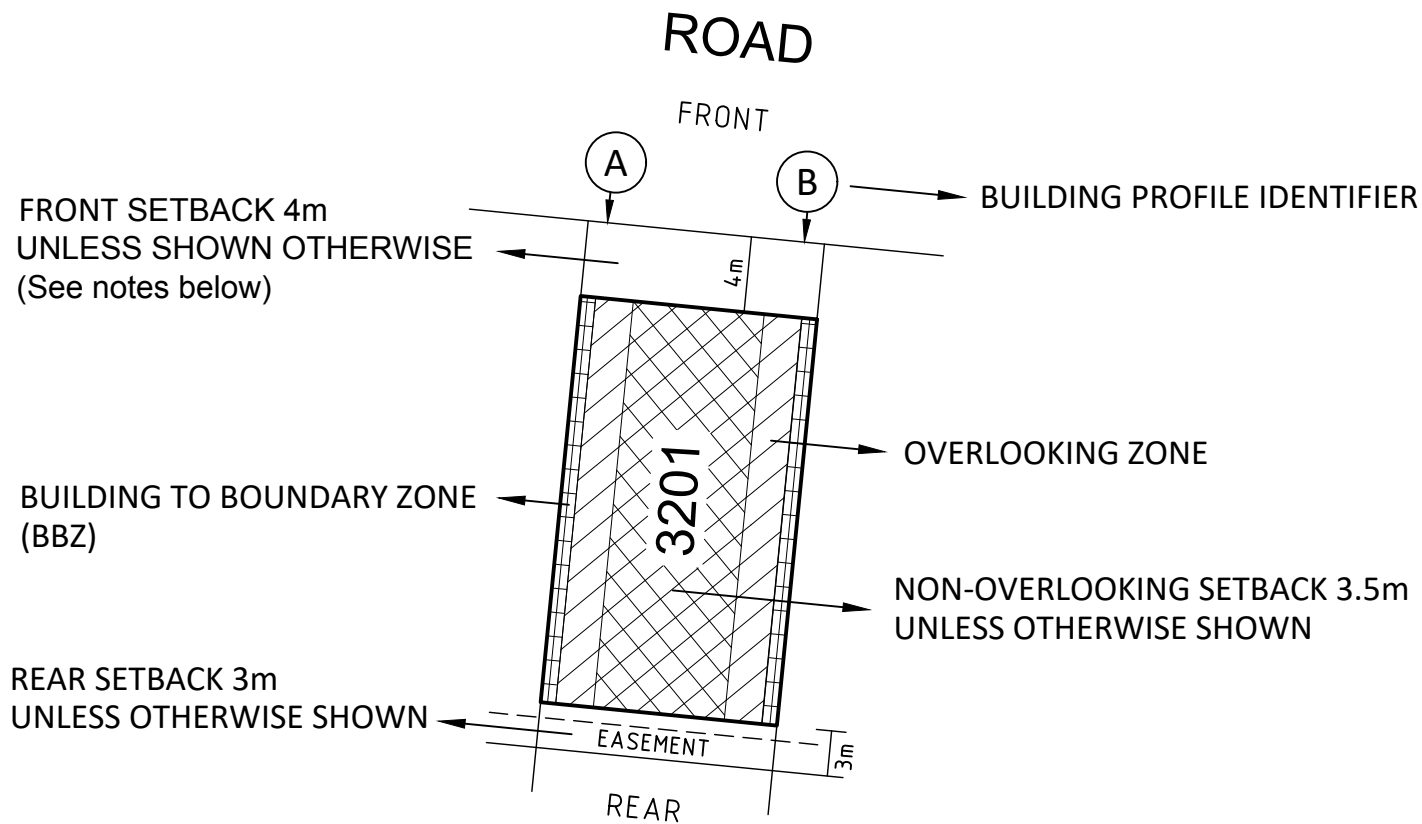 ROAD
FRONT
A
B
BUILDING PROFILE IDENTIFIER
FRONT SETBACK 4m
UNLESS SHOWN OTHERWISE
(See notes below)
4m
OVERLOOKING ZONE
3201
BUILDING TO BOUNDARY ZONE
(BBZ)
NON-OVERLOOKING SETBACK 3.5m
UNLESS OTHERWISE SHOWN
REAR SETBACK 3m
UNLESS OTHERWISE SHOWN
EASEMENT
3m
REAR